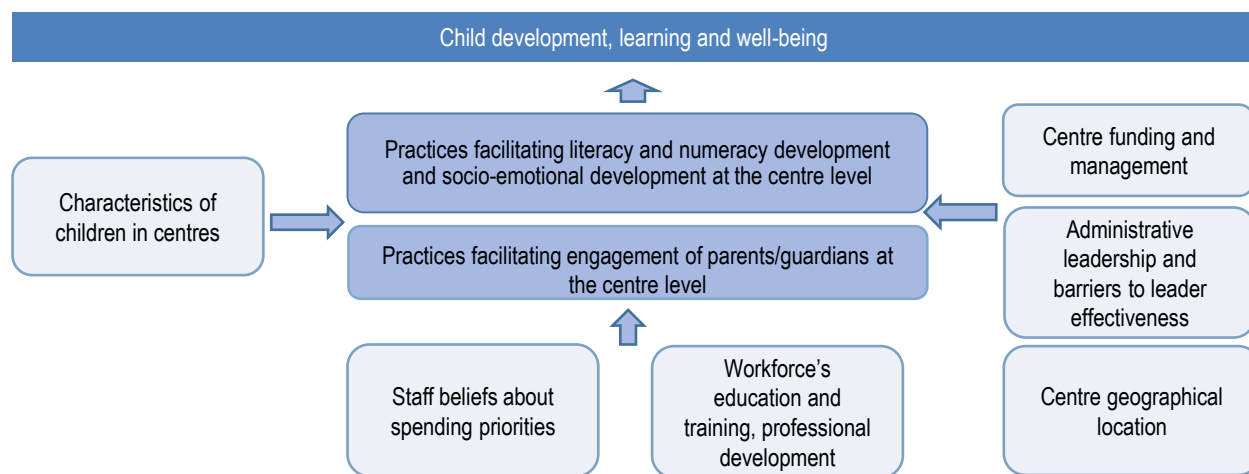 Child development, learning and well-being
Practices facilitating literacy and numeracy development
and socio-emotional development at the centre level
Centre funding and
management
Characteristics of
children in centres
Practices facilitating engagement of parents/guardians at
the centre level
Administrative
leadership and
barriers to leader
effectiveness
Staff beliefs about
spending priorities
Workforce’s
education and
training, professional
development
Centre geographical
location